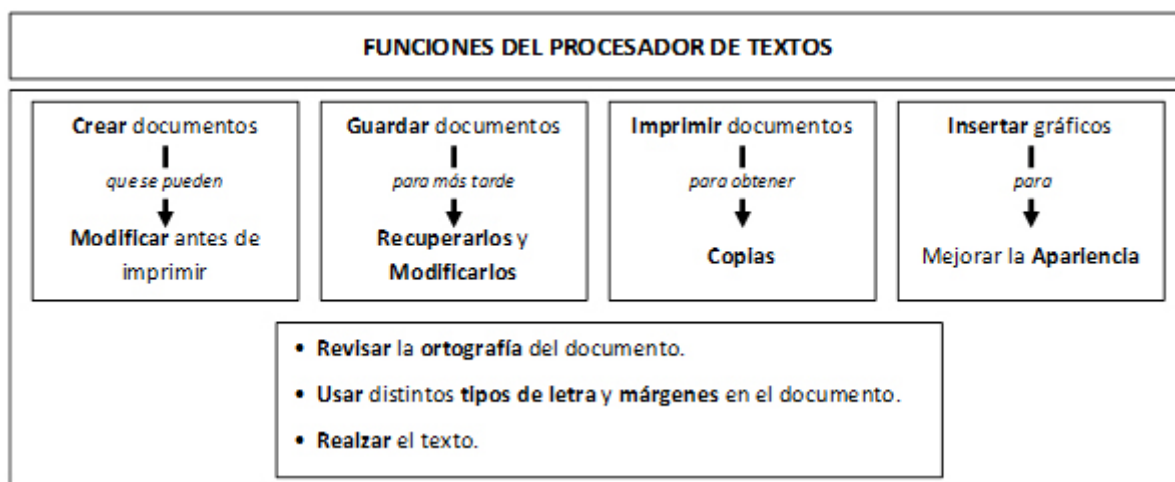 FUNCIONES DEL PROCESADOR DE TEXTOS
Crear documentos
que se pueden
Modificar antes de
imprimir
Guardar documentos
para más tarde
Recuperarlos y
Modificarlos
Imprimir documentos
para obtener
Copias
Insertar gráficos
para
Mejorar la Apariencia
• Revisar la ortografía del documento.
• Usar distintos tipos de letra y márgenes en el documento.
• Realzar el texto.